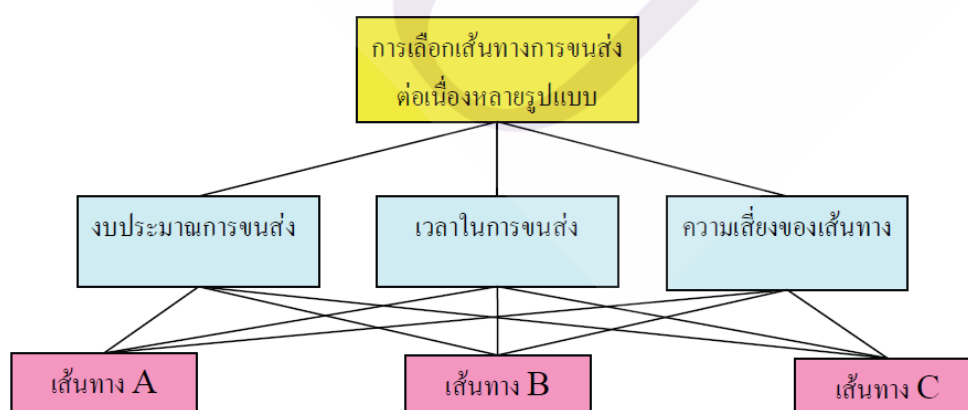 การเลือกเส้นทางการขนส่ง
ต่อเนื่องหลายรูปแบบ
งบประมาณการขนส่ง
เวลาในการขนส่ง
ความเสี่ยงของเส้นทาง
เส้นทาง A
เส้นทาง B
เส้นทาง C